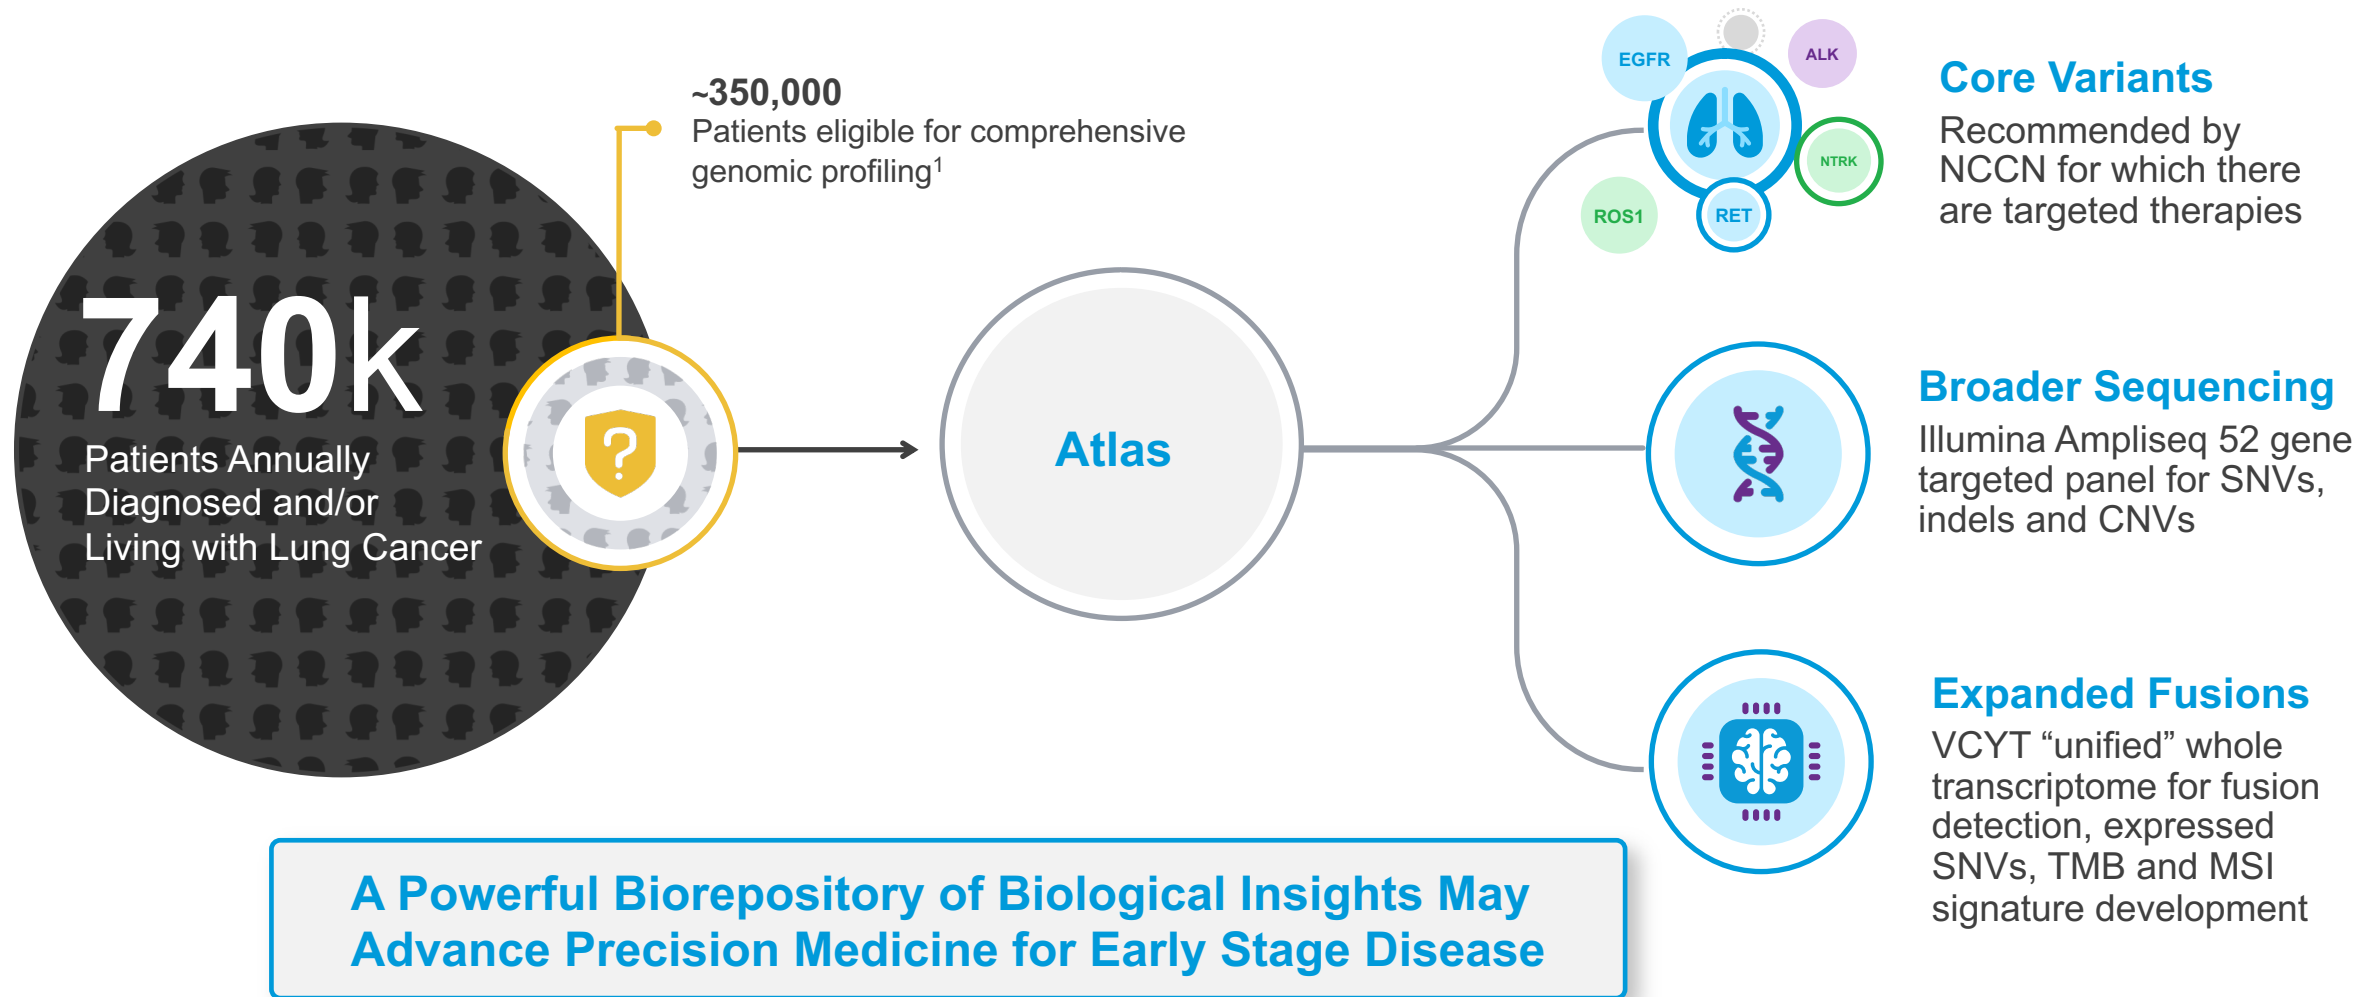 740k
Patients Annually
Diagnosed and/or
Living with Lung Cancer
~350,000
Patients eligible for comprehensive
genomic profiling¹
?
Atlas
EGFR
ALK
NTRK
ROS1
RET
Core Variants
Recommended by
NCCN for which there
are targeted therapies
Broader Sequencing
Illumina Ampliseq 52 gene
targeted panel for SNVs,
indels and CNVs
Expanded Fusions
VCYT “unified” whole
transcriptome for fusion
detection, expressed
SNVs, TMB and MSI
signature development
A Powerful Biorepository of Biological Insights May
Advance Precision Medicine for Early Stage Disease